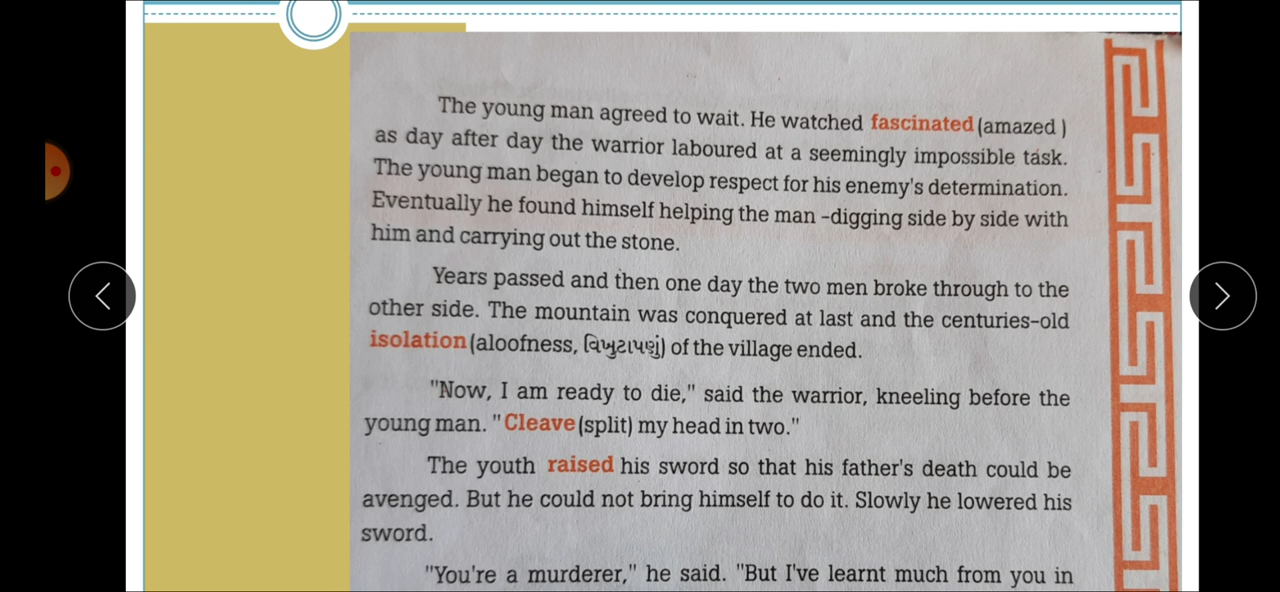 The young man agreed to wait. He watched fascinated (amazed )
as day after day the warrior laboured at a seemingly impossible task.
The young man began to develop respect for his enemy's determination.
Eventually he found himself helping the man -digging side by side with
him and carrying out the stone.
Years passed and then one day the two men broke through to the
other side. The mountain was conquered at last and the centuries-old
isolation (aloofness, વિખુટાપણું) of the village ended.
"Now, I am ready to die," said the warrior, kneeling before the
young man. "Cleave (split) my head in two."
The youth raised his sword so that his father's death could be
avenged. But he could not bring himself to do it. Slowly he lowered his
sword.
"You're a murderer," he said. "But I've learnt much from you in